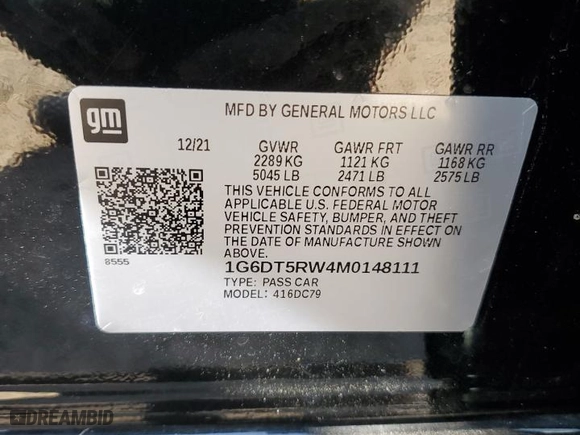 gm
MFD BY GENERAL MOTORS LLC
12/21 GVWR GAWR FRT GAWR RR
2289 KG 1121 KG 1168 KG
5045 LB 2471 LB 2575 LB
THIS VEHICLE CONFORMS TO ALL
APPLICABLE U.S. FEDERAL MOTOR
VEHICLE SAFETY, BUMPER, AND THEFT
PREVENTION STANDARDS IN EFFECT ON
THE DATE OF MANUFACTURE SHOWN
ABOVE.
8555
1G6DT5RW4M0148111
TYPE: PASS CAR
MODEL: 416DC79
DREAMBID